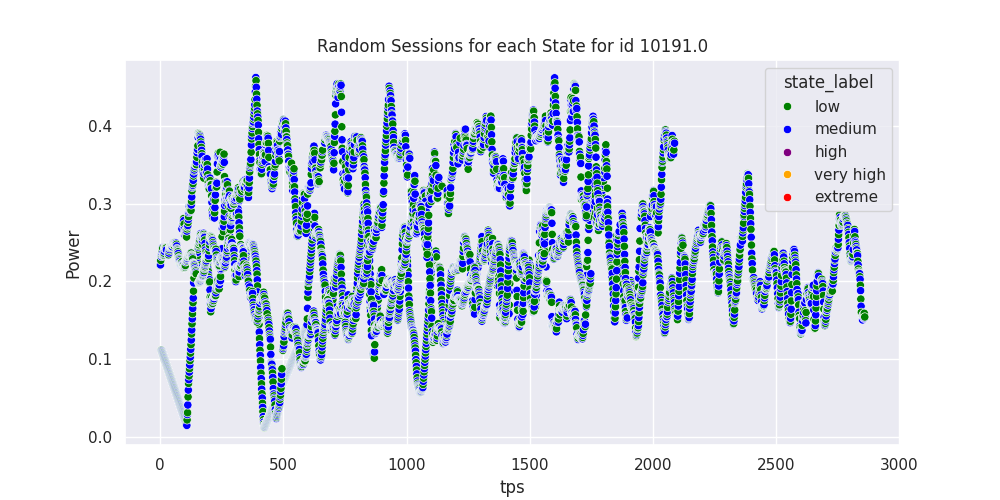 Random Sessions for each State for id 10191.0
state_label
low
medium
high
very high
extreme
Power
0.4
0.3
0.2
0.1
0.0
0 500 1000 1500 2000 2500 3000
tps